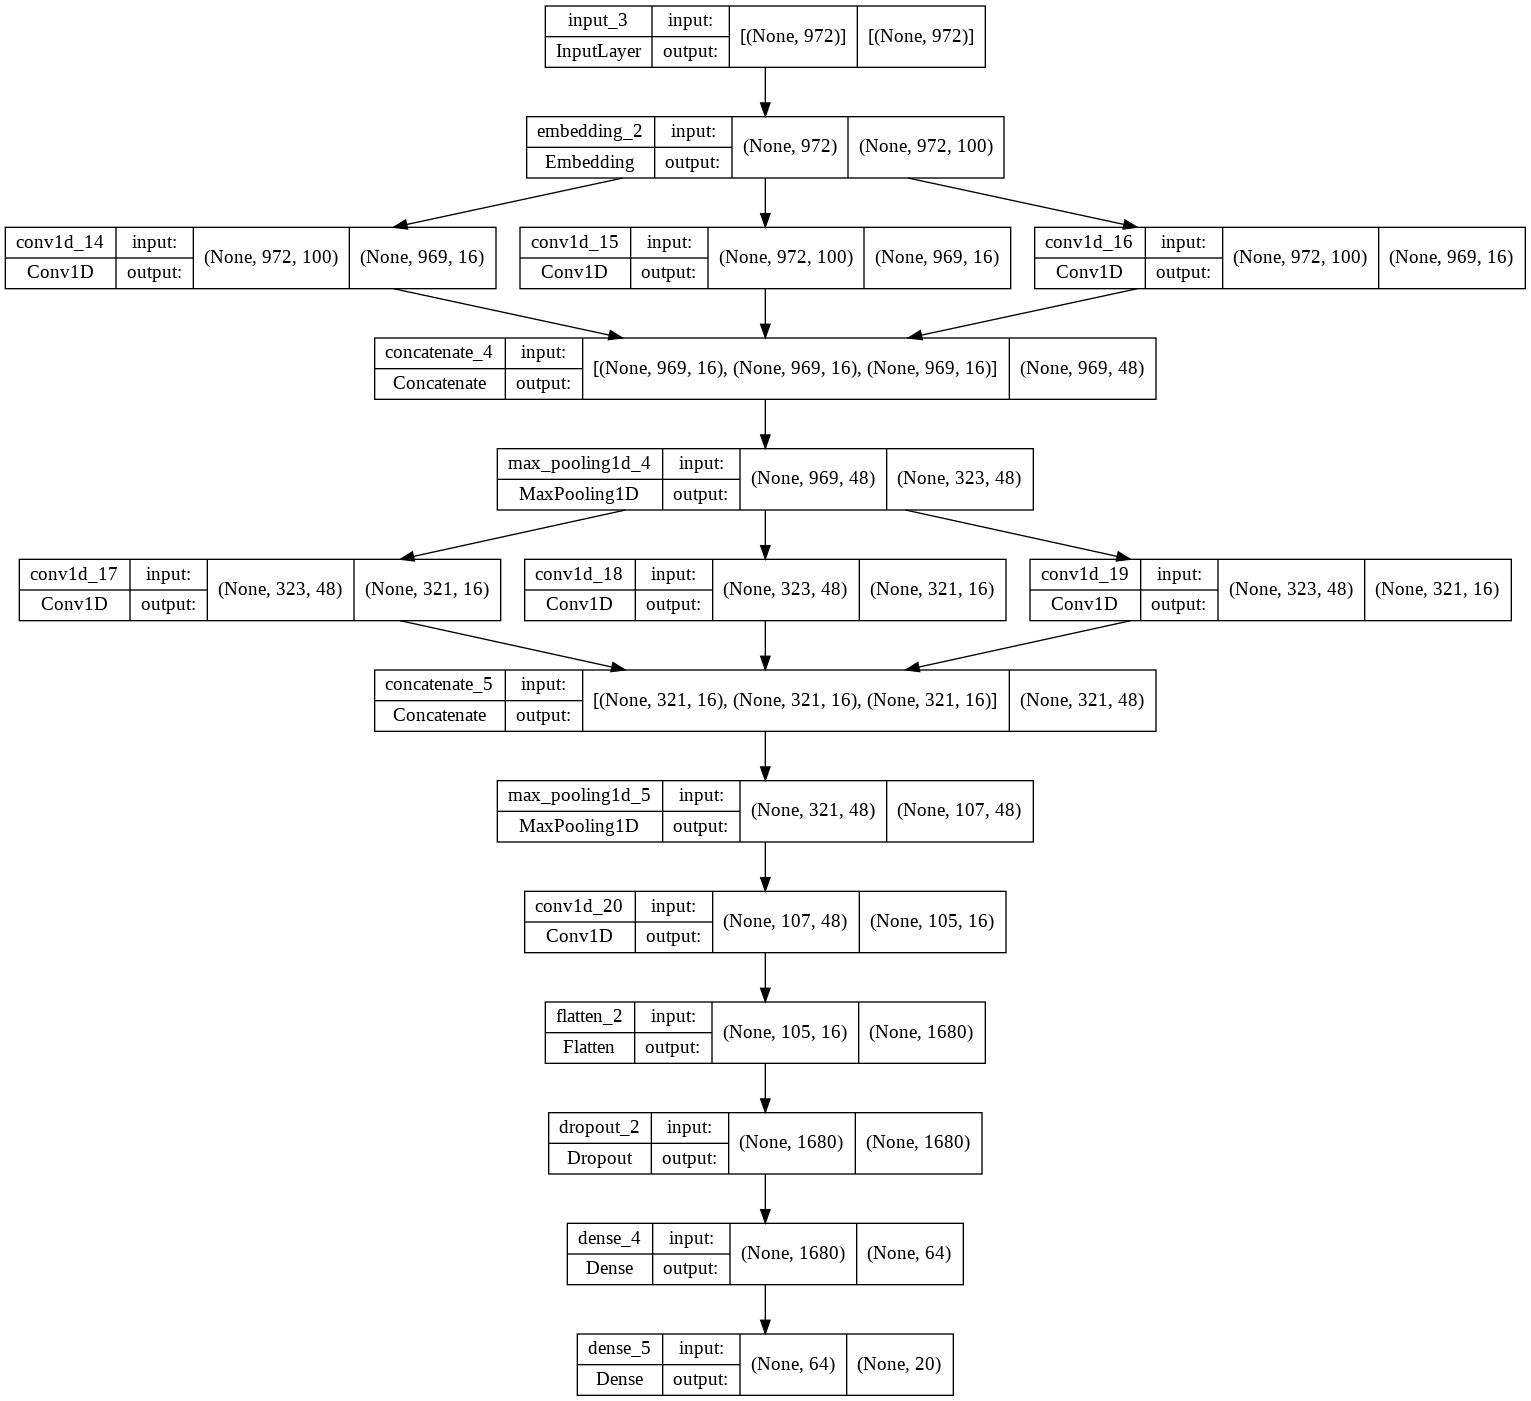 input_3 input: [(None, 972)] [(None, 972)]
InputLayer output:
embedding_2 input: (None, 972) (None, 972, 100)
Embedding output:
conv1d_14 input: (None, 972, 100) (None, 969, 16)
Conv1D output:
conv1d_15 input: (None, 972, 100) (None, 969, 16)
Conv1D output:
conv1d_16 input: (None, 972, 100) (None, 969, 16)
Conv1D output:
concatenate_4 input: [(None, 969, 16), (None, 969, 16), (None, 969, 16)] (None, 969, 48)
Concatenate output:
max_pooling1d_4 input: (None, 969, 48) (None, 323, 48)
MaxPooling1D output:
conv1d_17 input: (None, 323, 48) (None, 321, 16)
Conv1D output:
conv1d_18 input: (None, 323, 48) (None, 321, 16)
Conv1D output:
conv1d_19 input: (None, 323, 48) (None, 321, 16)
Conv1D output:
concatenate_5 input: [(None, 321, 16), (None, 321, 16), (None, 321, 16)] (None, 321, 48)
Concatenate output:
max_pooling1d_5 input: (None, 321, 48) (None, 107, 48)
MaxPooling1D output:
conv1d_20 input: (None, 107, 48) (None, 105, 16)
Conv1D output:
flatten_2 input: (None, 105, 16) (None, 1680)
Flatten output:
dropout_2 input: (None, 1680) (None, 1680)
Dropout output:
dense_4 input: (None, 1680) (None, 64)
Dense output:
dense_5 input: (None, 64) (None, 20)
Dense output: